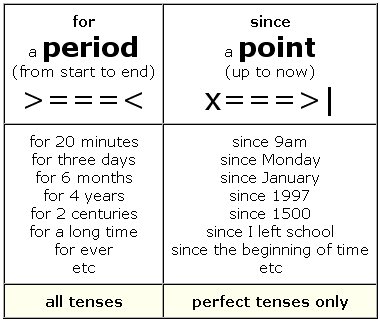 for
a period
(from start to end)
>===<
since
a point
(up to now)
x===>|
for 20 minutes
for three days
for 6 months
for 4 years
for 2 centuries
for a long time
for ever
etc
since 9am
since Monday
since January
since 1997
since 1500
since I left school
since the beginning of time
etc
all tenses
perfect tenses only